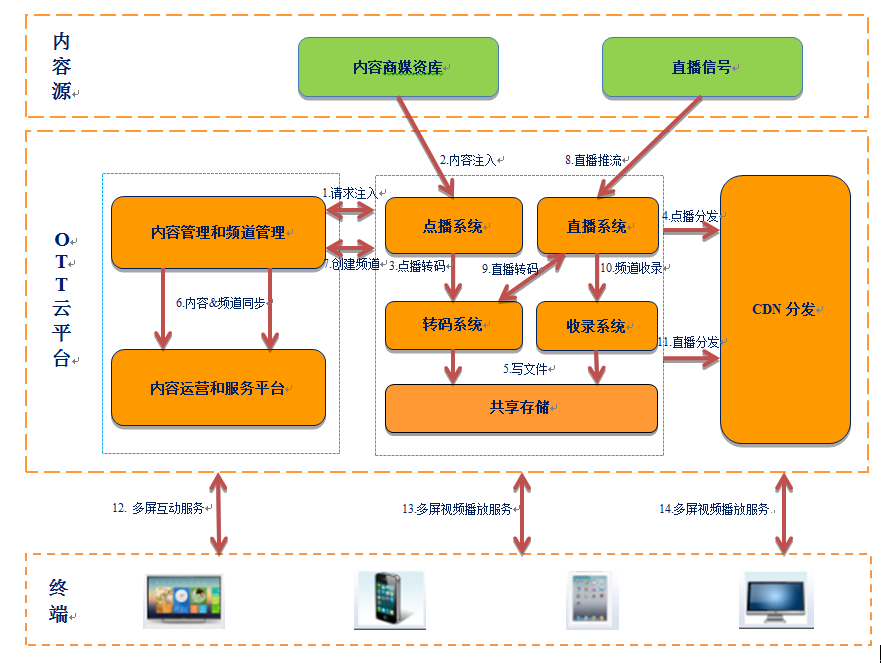 内容源
内容商媒资库
直播信号
2.内容注入
8.直播推流
OTT云平台
1.请求注入
内容管理和频道管理
点播系统
直播系统
4.点播分发
7.创建频道
3.点播转码
9.直播转码
10.频道收录
6.内容&频道同步
转码系统
收录系统
CDN 分发
11.直播分发
5.写文件
内容运营和服务平台
共享存储
12. 多屏互动服务
13.多屏视频播放服务
14.多屏视频播放服务.
终端